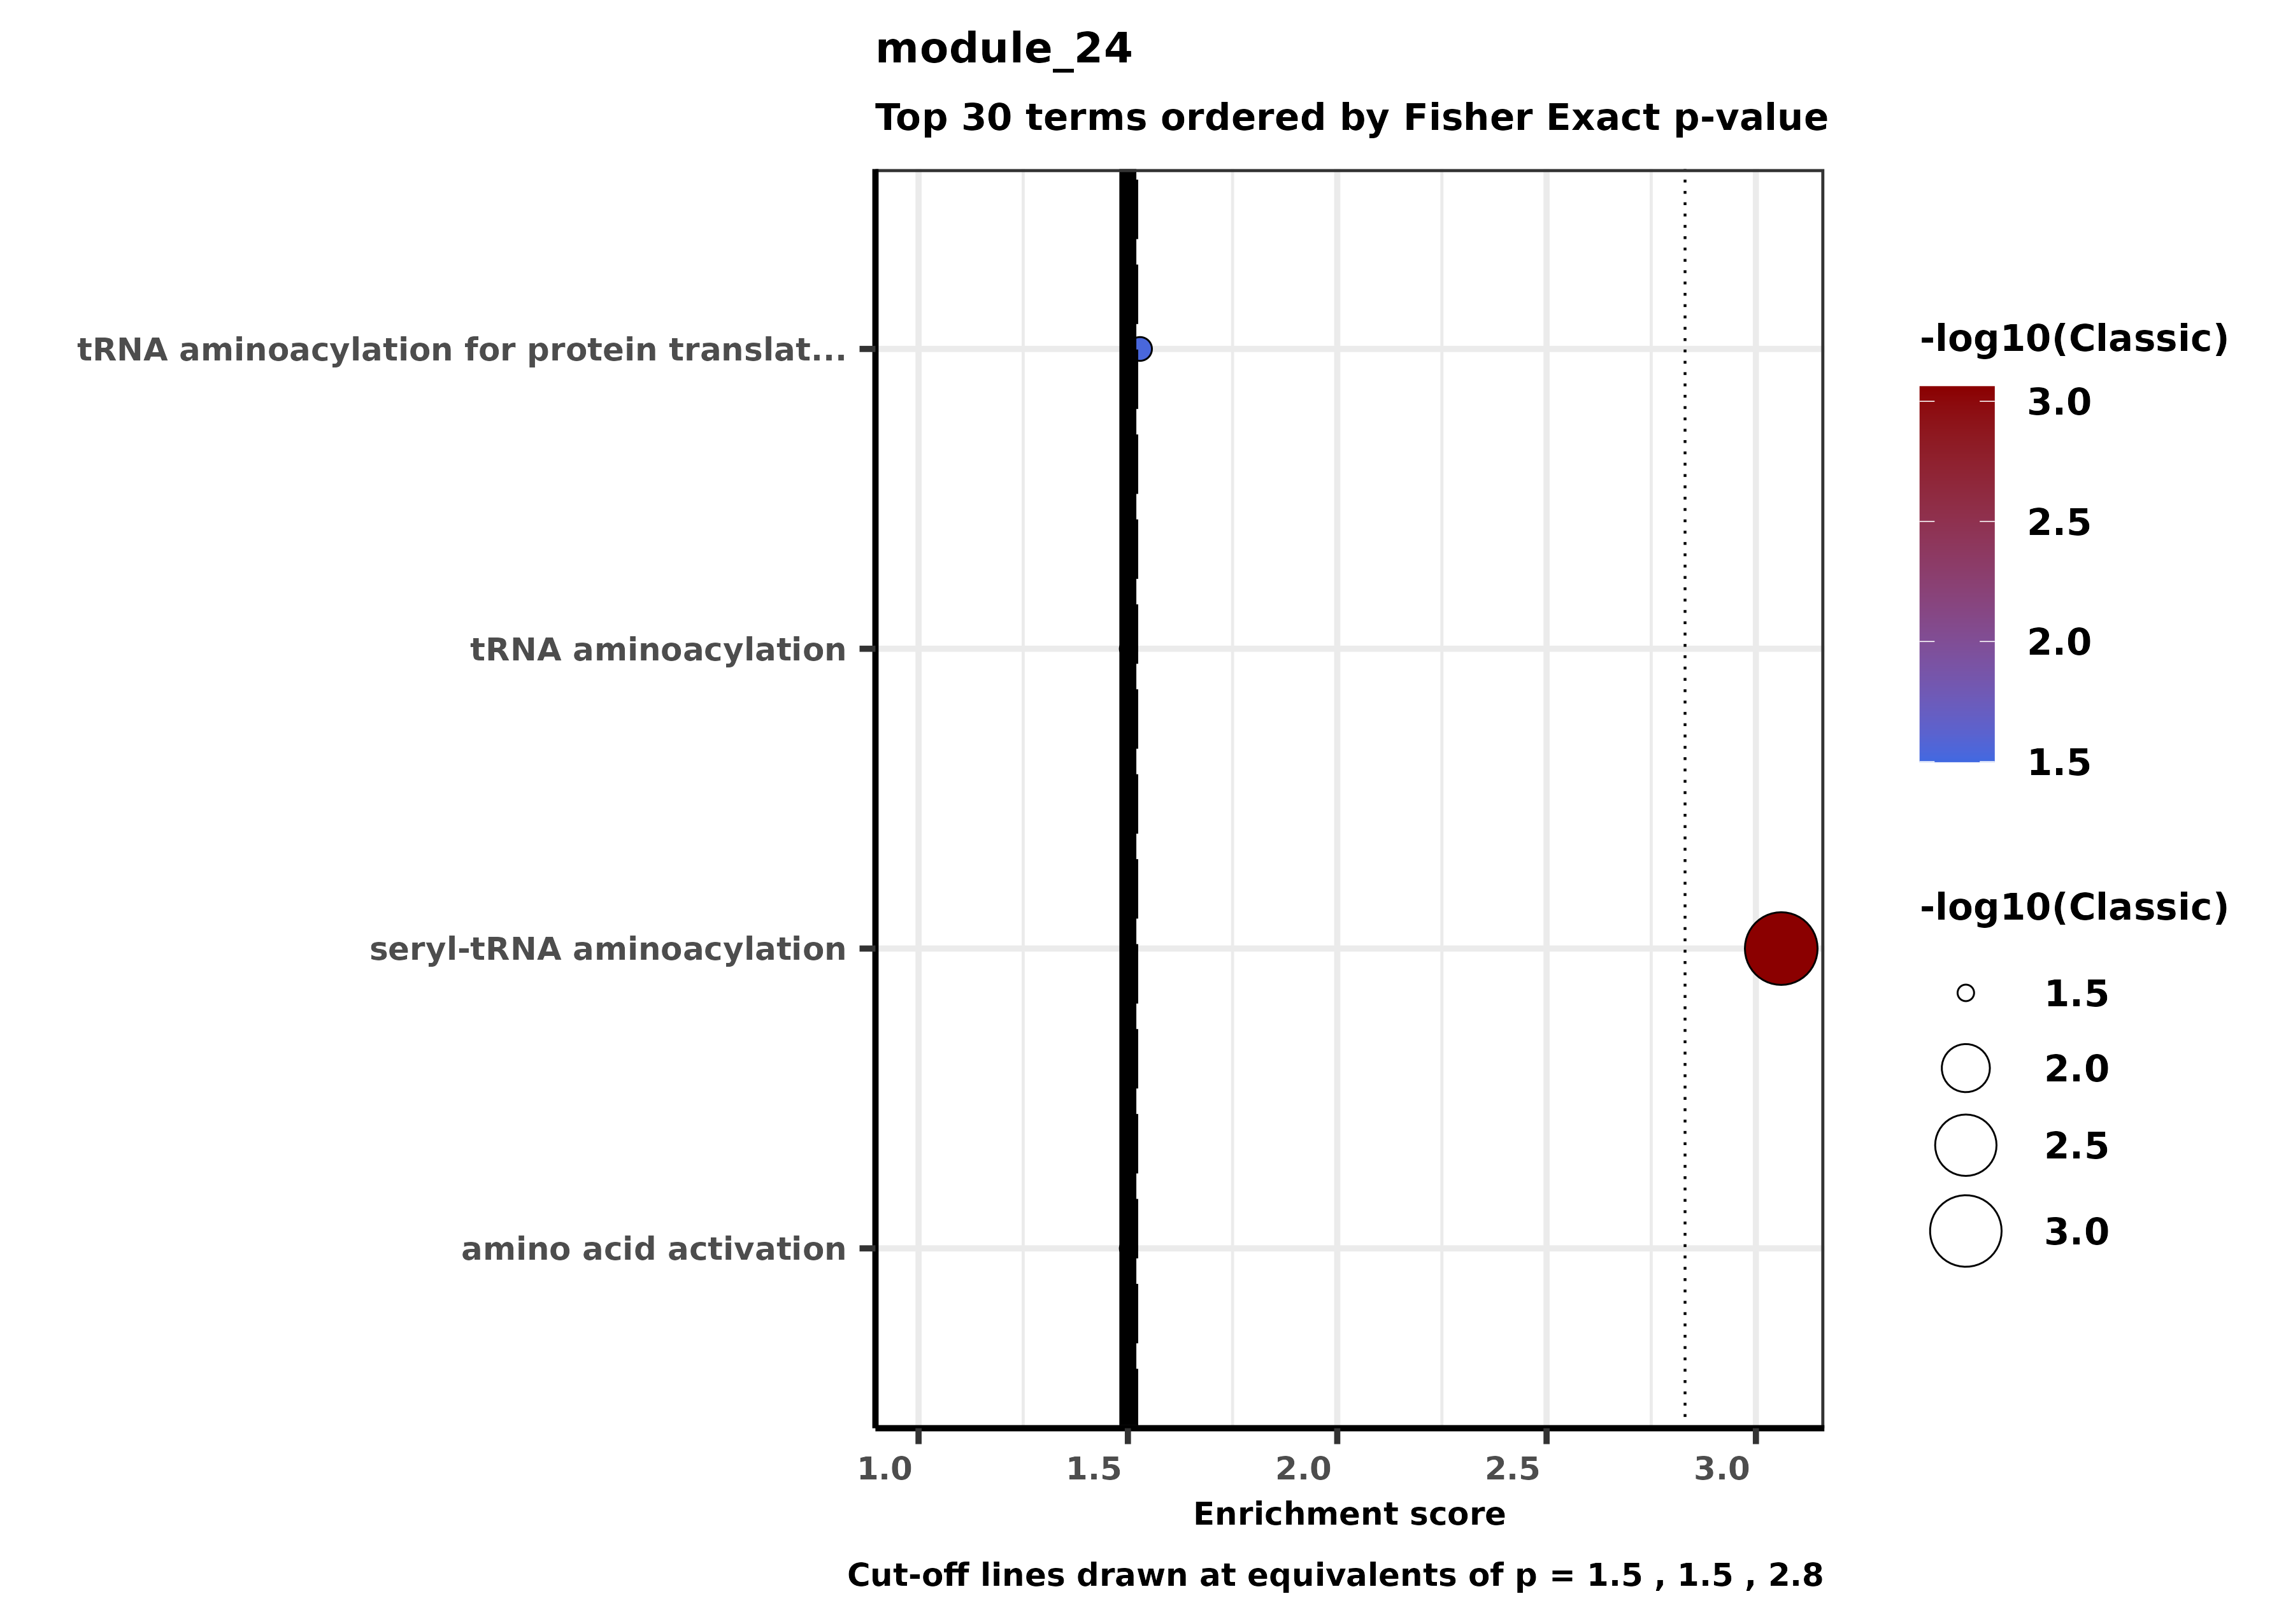 module_24
Top 30 terms ordered by Fisher Exact p-value
tRNA aminoacylation for protein translat...
tRNA aminoacylation
seryl-tRNA aminoacylation
amino acid activation
1.0 1.5 2.0 2.5 3.0
Enrichment score
Cut-off lines drawn at equivalents of p = 1.5 , 1.5 , 2.8
-log10(Classic)
3.0
2.5
2.0
1.5
-log10(Classic)
1.5
2.0
2.5
3.0